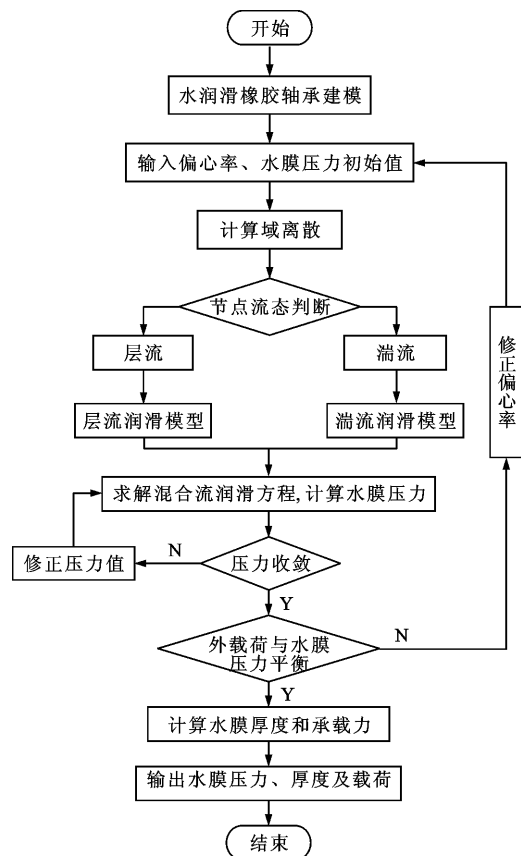 开始
水润滑橡胶轴承建模
输入偏心率、水膜压力初始值
计算域离散
节点流态判断
层流
湍流
层流润滑模型
湍流润滑模型
修正偏心率
求解混合流润滑方程,计算水膜压力
修正压力值
N
压力收敛
Y
外载荷与水膜
压力平衡
N
Y
计算水膜厚度和承载力
输出水膜压力、厚度及载荷
结束